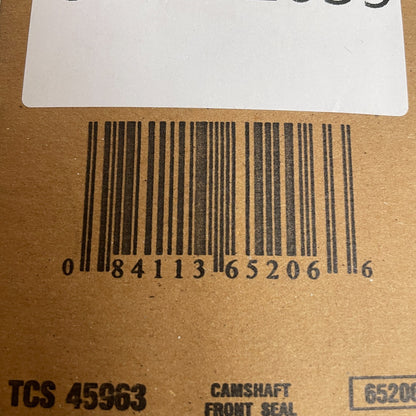 0 84113 65206 6
TCS 45963
CAMSHAFT
FRONT SEAL